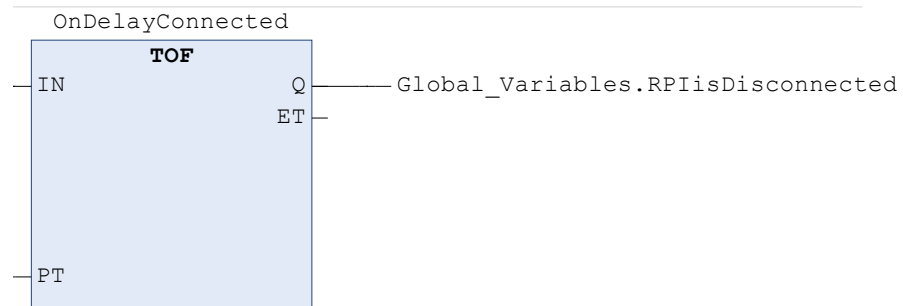 OnDelayConnected
TOF
IN Q Global_Variables.RPIisDisconnected
ET
PT